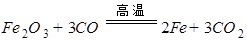 Fe₂O₃ + 3CO =高温= 2Fe + 3CO₂